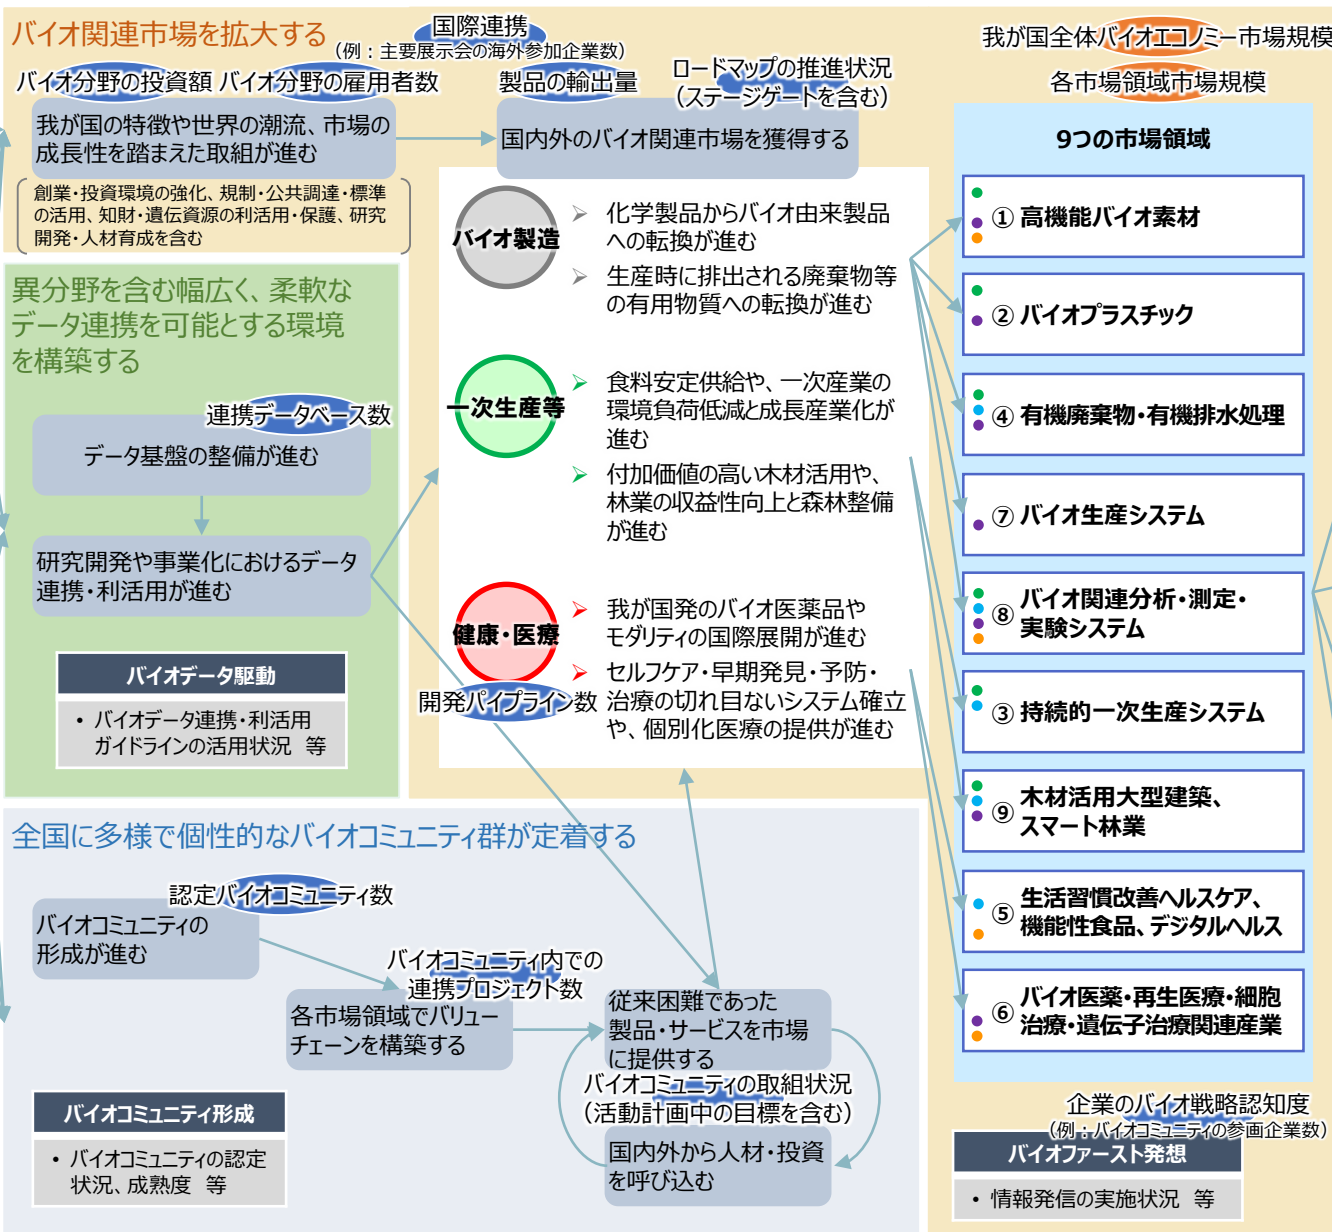 バイオ関連市場を拡大する
国際連携
（例：主要展示会の海外参加企業数）
バイオ分野の投資額
バイオ分野の雇用者数
製品の輸出量
ロードマップの推進状況
（ステージゲートを含む）
我が国の特徴や世界の潮流、市場の
成長性を踏まえた取組が進む
国内外のバイオ関連市場を獲得する
創業・投資環境の強化、規制・公共調達・標準
の活用、知財・遺伝資源の利活用・保護、研究
開発・人材育成を含む
バイオ製造
➢ 化学製品からバイオ由来製品
への転換が進む
➢ 生産時に排出される廃棄物等
の有用物質への転換が進む
一次生産等
➢ 食料安定供給や、一次産業の
環境負荷低減と成長産業化が
進む
➢ 付加価値の高い木材活用や、
林業の収益性向上と森林整備
が進む
健康・医療
➢ 我が国発のバイオ医薬品や
モダリティの国際展開が進む
➢ セルフケア・早期発見・予防・
治療の切れ目ないシステム確立
や、個別化医療の提供が進む
開発パイプライン数
異分野を含む幅広く、柔軟な
データ連携を可能とする環境
を構築する
連携データベース数
データ基盤の整備が進む
研究開発や事業化におけるデータ
連携・利活用が進む
バイオデータ駆動
• バイオデータ連携・利活用
ガイドラインの活用状況 等
全国に多様で個性的なバイオコミュニティ群が定着する
認定バイオコミュニティ数
バイオコミュニティの
形成が進む
バイオコミュニティ内での
連携プロジェクト数
各市場領域でバリュー
チェーンを構築する
従来困難であった
製品・サービスを市場
に提供する
バイオコミュニティの取組状況
（活動計画中の目標を含む）
国内外から人材・投資
を呼び込む
バイオコミュニティ形成
• バイオコミュニティの認定
状況、成熟度 等
我が国全体バイオエコノミー市場規模
各市場領域市場規模
9つの市場領域
① 高機能バイオ素材
② バイオプラスチック
④ 有機廃棄物・有機排水処理
⑦ バイオ生産システム
⑧ バイオ関連分析・測定・
実験システム
③ 持続的一次生産システム
⑨ 木材活用大型建築、
スマート林業
⑤ 生活習慣改善ヘルスケア、
機能性食品、デジタルヘルス
⑥ バイオ医薬・再生医療・細胞
治療・遺伝子治療関連産業
企業のバイオ戦略認知度
（例：バイオコミュニティの参画企業数）
バイオファースト発想
• 情報発信の実施状況 等